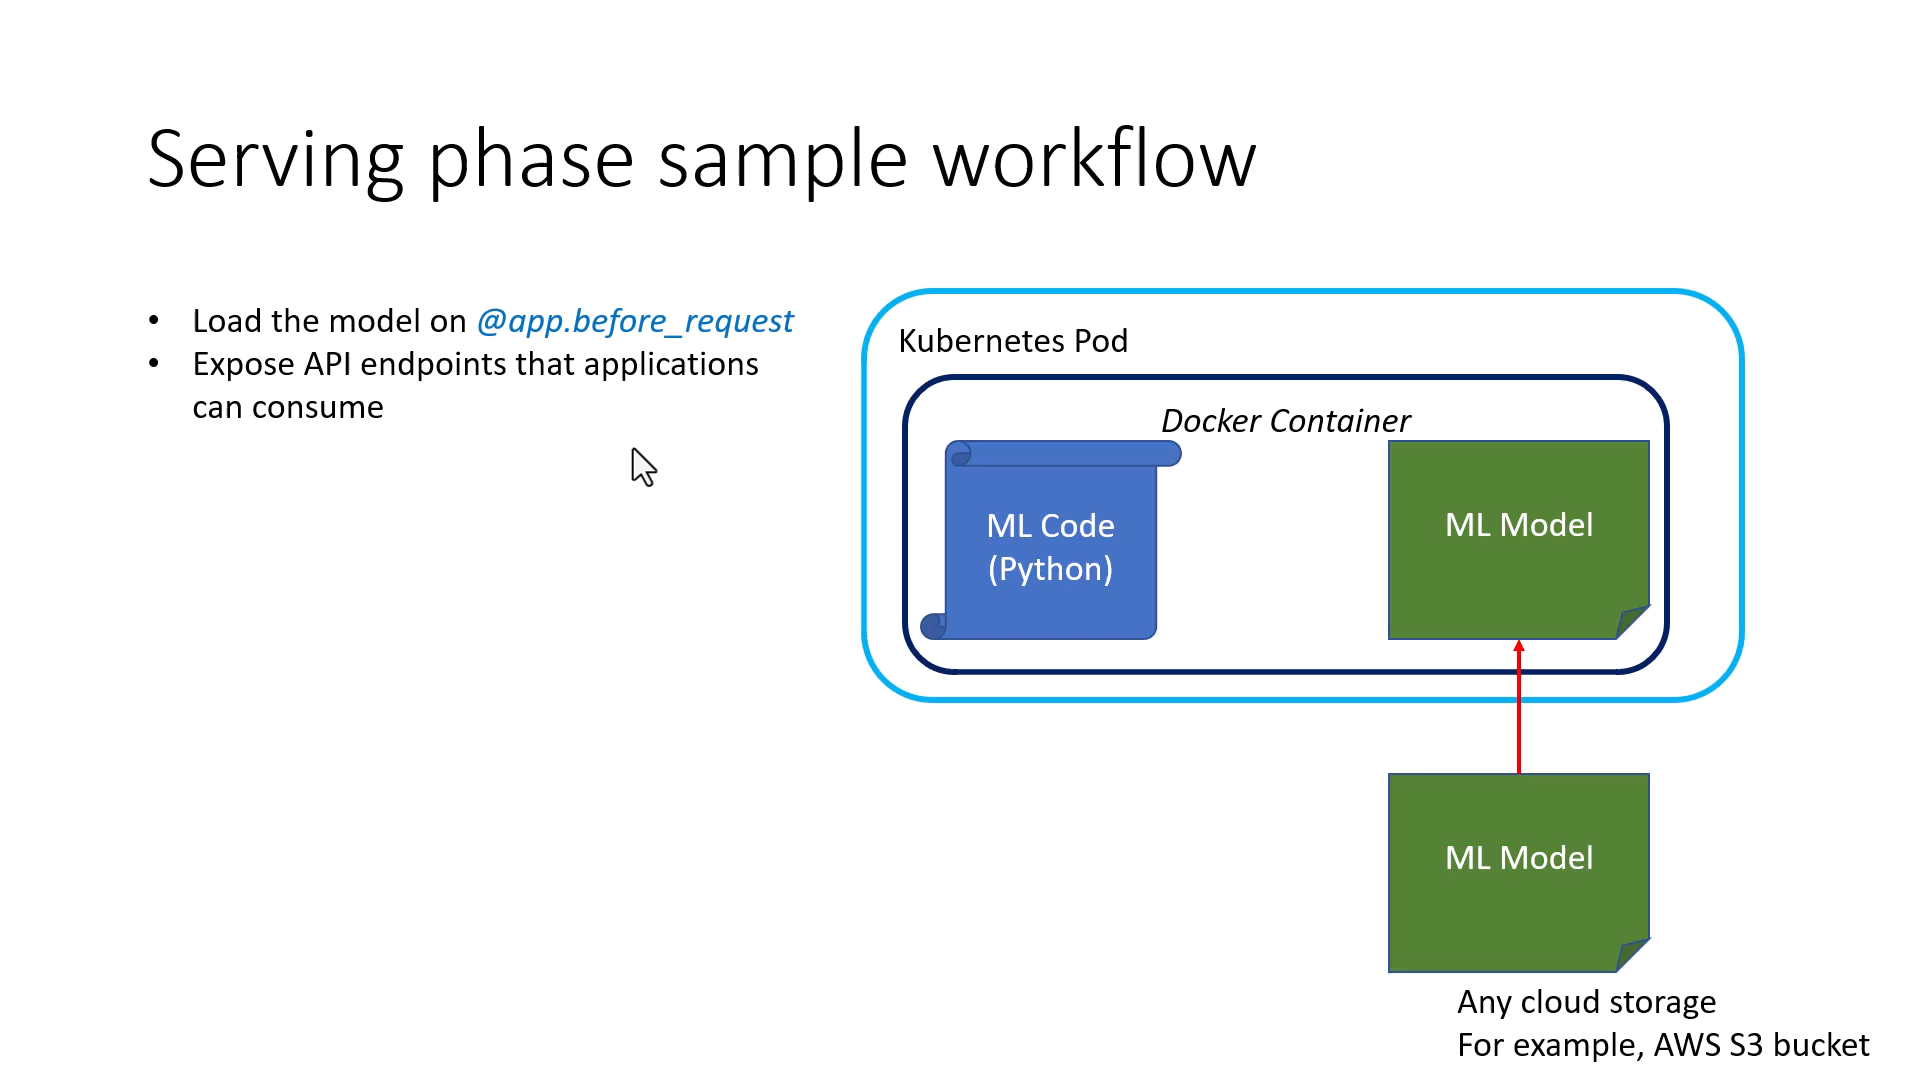 Serving phase sample workflow
• Load the model on @app.before_request
• Expose API endpoints that applications
can consume
Kubernetes Pod
Docker Container
ML Code
(Python)
ML Model
ML Model
Any cloud storage
For example, AWS S3 bucket